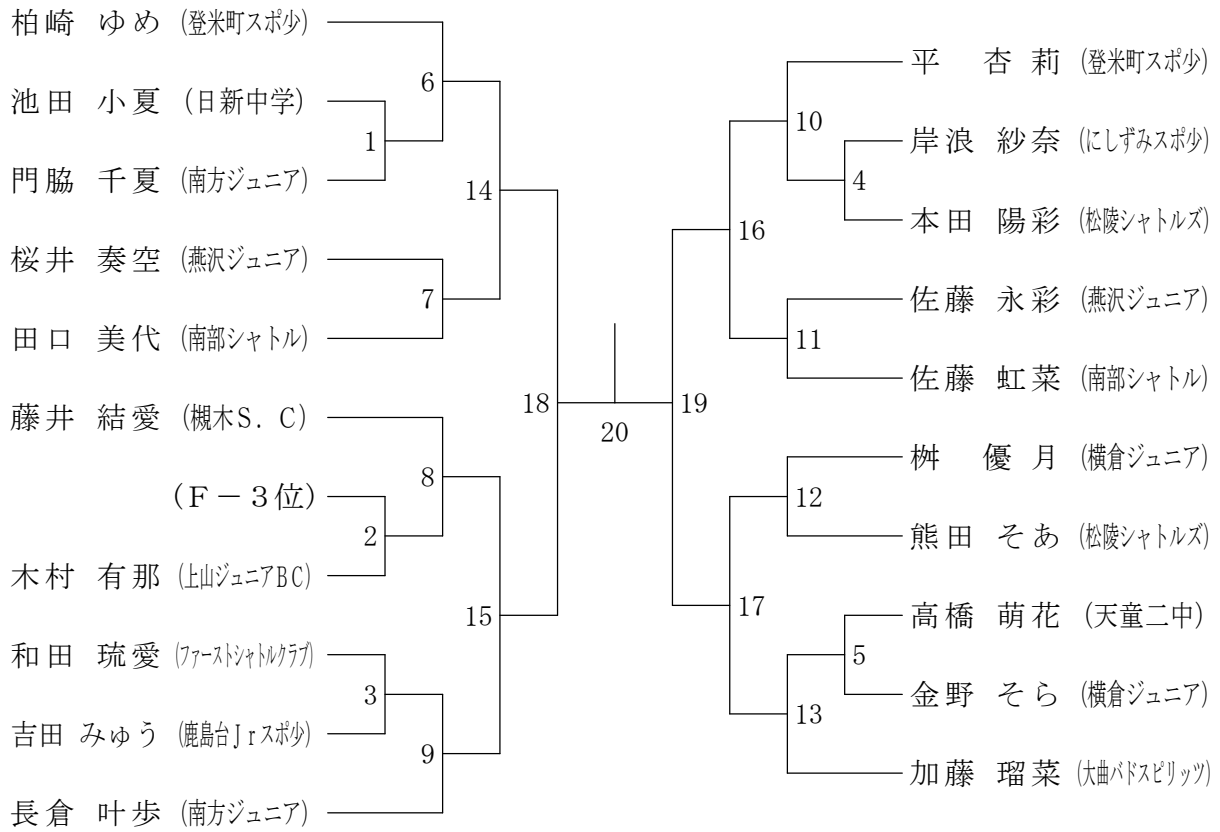 柏崎 ゆめ (登米町スポ少)
池田 小夏 (日新中学)
門脇 千夏 (南方ジュニア)
桜井 奏空 (燕沢ジュニア)
田口 美代 (南部シャトル)
藤井 結愛 (槻木S.C)
(F-3位)
木村 有那 (上山ジュニアBC)
和田 琉愛 (ファーストシャトルクラブ)
吉田 みゅう (鹿島台Jrスポ少)
長倉 叶歩 (南方ジュニア)
6
1
14
7
18
8
2
15
3
9
20
19
10
4
16
11
12
17
5
13
平 杏莉 (登米町スポ少)
岸浪 紗奈 (にしずみスポ少)
本田 陽彩 (松陵シャトルズ)
佐藤 永彩 (燕沢ジュニア)
佐藤 虹菜 (南部シャトル)
桝 優月 (横倉ジュニア)
熊田 そあ (松陵シャトルズ)
高橋 萌花 (天童二中)
金野 そら (横倉ジュニア)
加藤 瑠菜 (大曲バドスピリッツ)